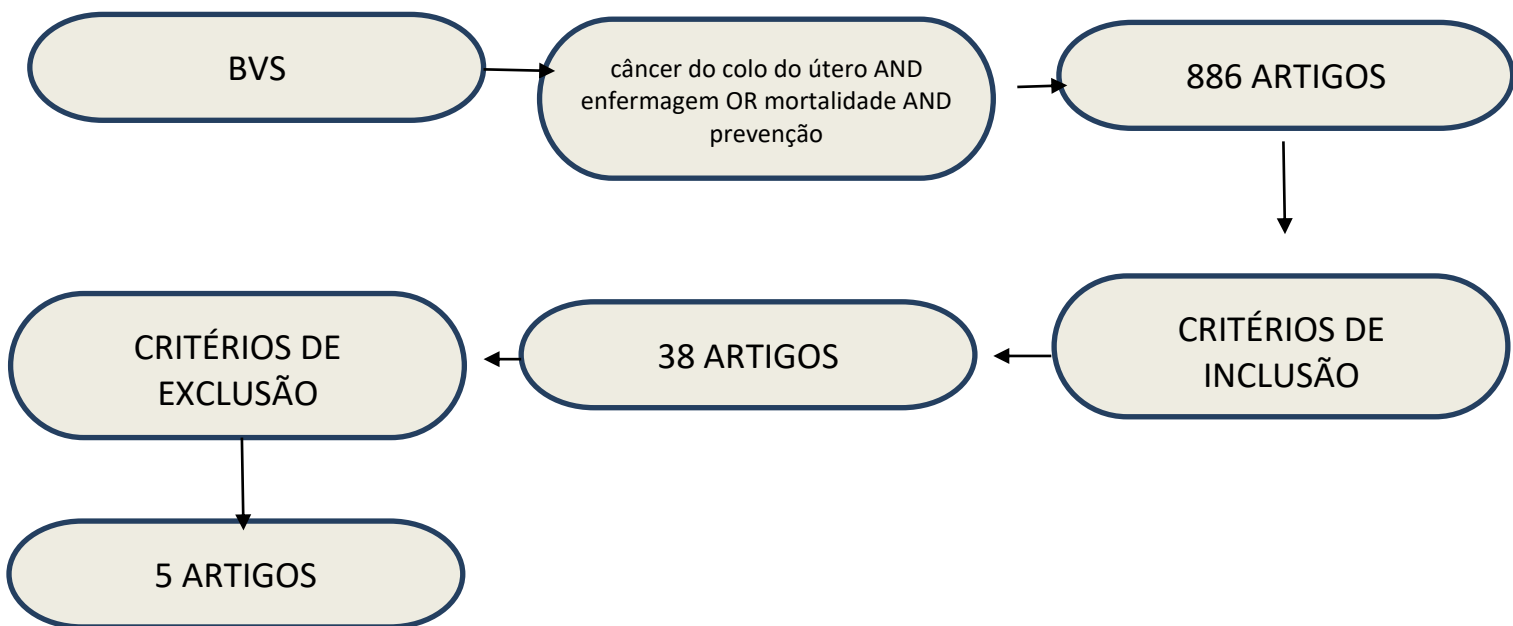 BVS
câncer do colo do útero AND
enfermagem OR mortalidade AND
prevenção
886 ARTIGOS
CRITÉRIOS DE
INCLUSÃO
38 ARTIGOS
CRITÉRIOS DE
EXCLUSÃO
5 ARTIGOS